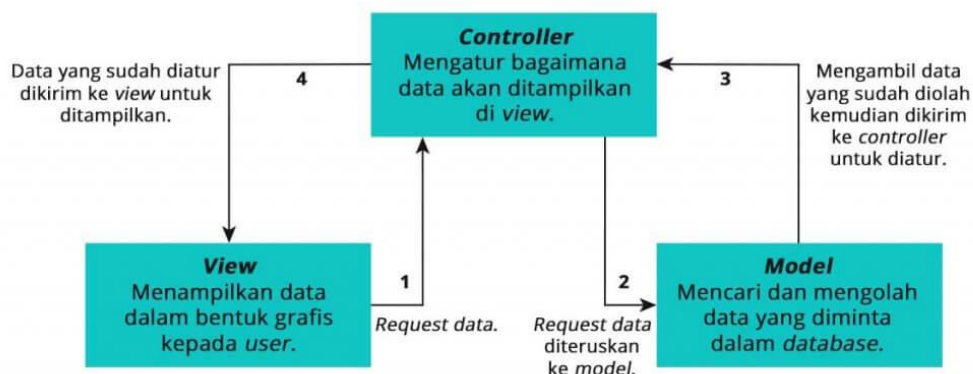 Controller
Mengatur bagaimana
data akan ditampilkan
di view.
4
3
Data yang sudah diatur
dikirim ke view untuk
ditampilkan.
Mengambil data
yang sudah diolah
kemudian dikirim
ke controller
untuk diatur.
View
Menampilkan data
dalam bentuk grafis
kepada user.
1
Request data.
2
Request data
diteruskan
ke model.
Model
Mencari dan mengolah
data yang diminta
dalam database.